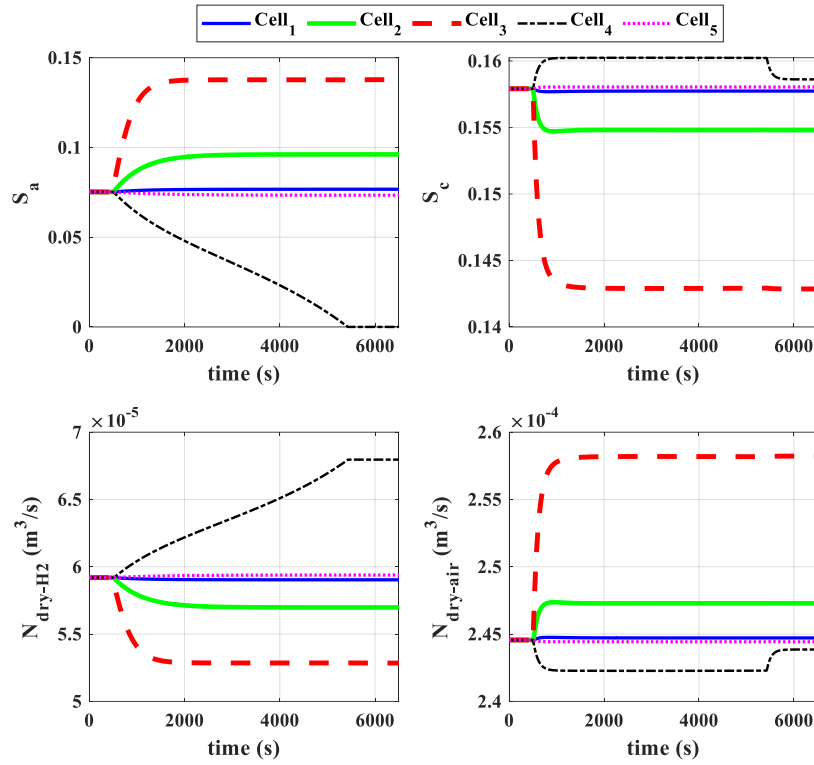 Cell1 Cell2 Cell3 Cell4 Cell5
0.15
0.1
0.05
0
Sa
0 2000 4000 6000
time (s)
0.16
0.155
0.15
0.145
0.14
Sc
0 2000 4000 6000
time (s)
× 10-5
7
6.5
6
5.5
5
Ndry-H2 (m3/s)
0 2000 4000 6000
time (s)
× 10-4
2.6
2.55
2.5
2.45
2.4
Ndry-air (m3/s)
0 2000 4000 6000
time (s)